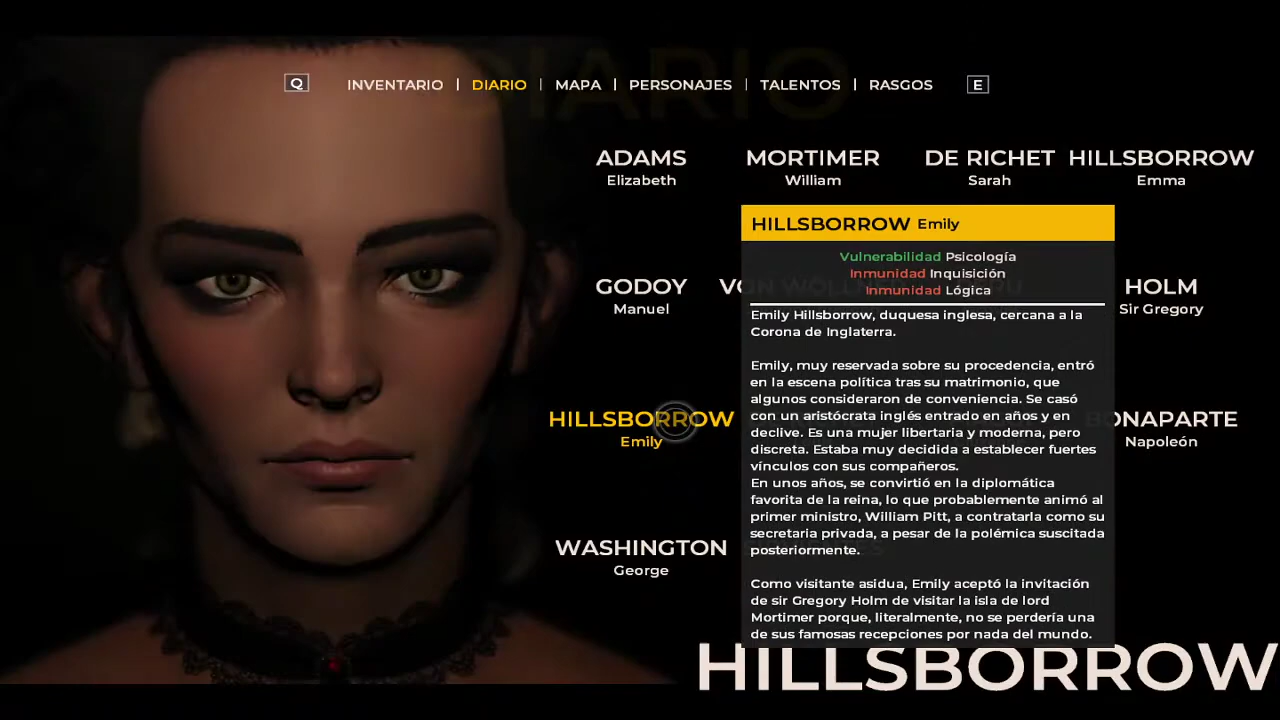 DIARIO
Q INVENTARIO | DIARIO | MAPA | PERSONAJES | TALENTOS | RASGOS E
ADAMS MORTIMER DE RICHET HILLSBORROW
Elizabeth William Sarah Emma
HILLSBORROW Emily
Vulnerabilidad Psicología
Inmunidad Inquisición
Inmunidad Lógica
GODOY HOLM
Manuel Sir Gregory
Emily Hillsborrow, duquesa inglesa, cercana a la
Corona de Inglaterra.
Emily, muy reservada sobre su procedencia, entró
en la escena política tras su matrimonio, que
algunos consideraron de conveniencia. Se casó
con un aristócrata inglés entrado en años y en
declive. Es una mujer libertaria y moderna, pero
discreta. Estaba muy decidida a establecer fuertes
vínculos con sus compañeros.
En unos años, se convirtió en la diplomática
favorita de la reina, lo que probablemente animó al
primer ministro, William Pitt, a contratarla como su
secretaria privada, a pesar de la polémica suscitada
posteriormente.
Como visitante asidua, Emily aceptó la invitación
de sir Gregory Holm de visitar la isla de lord
Mortimer porque, literalmente, no se perdería una
de sus famosas recepciones por nada del mundo.
HILLSBORROW BONAPARTE
Emily Napoleón
WASHINGTON
George
HILLSBORROW